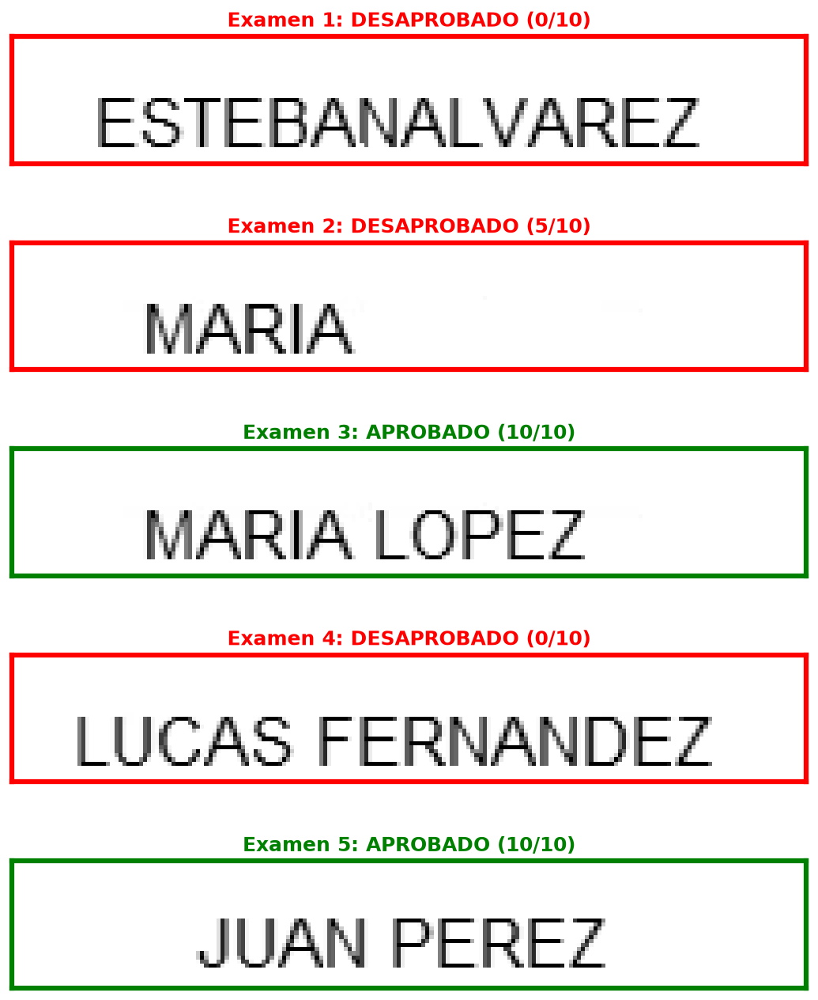 Examen 1: DESAPROBADO (0/10)
ESTEBANALVAREZ
Examen 2: DESAPROBADO (5/10)
MARIA
Examen 3: APROBADO (10/10)
MARIA LOPEZ
Examen 4: DESAPROBADO (0/10)
LUCAS FERNANDEZ
Examen 5: APROBADO (10/10)
JUAN PEREZ